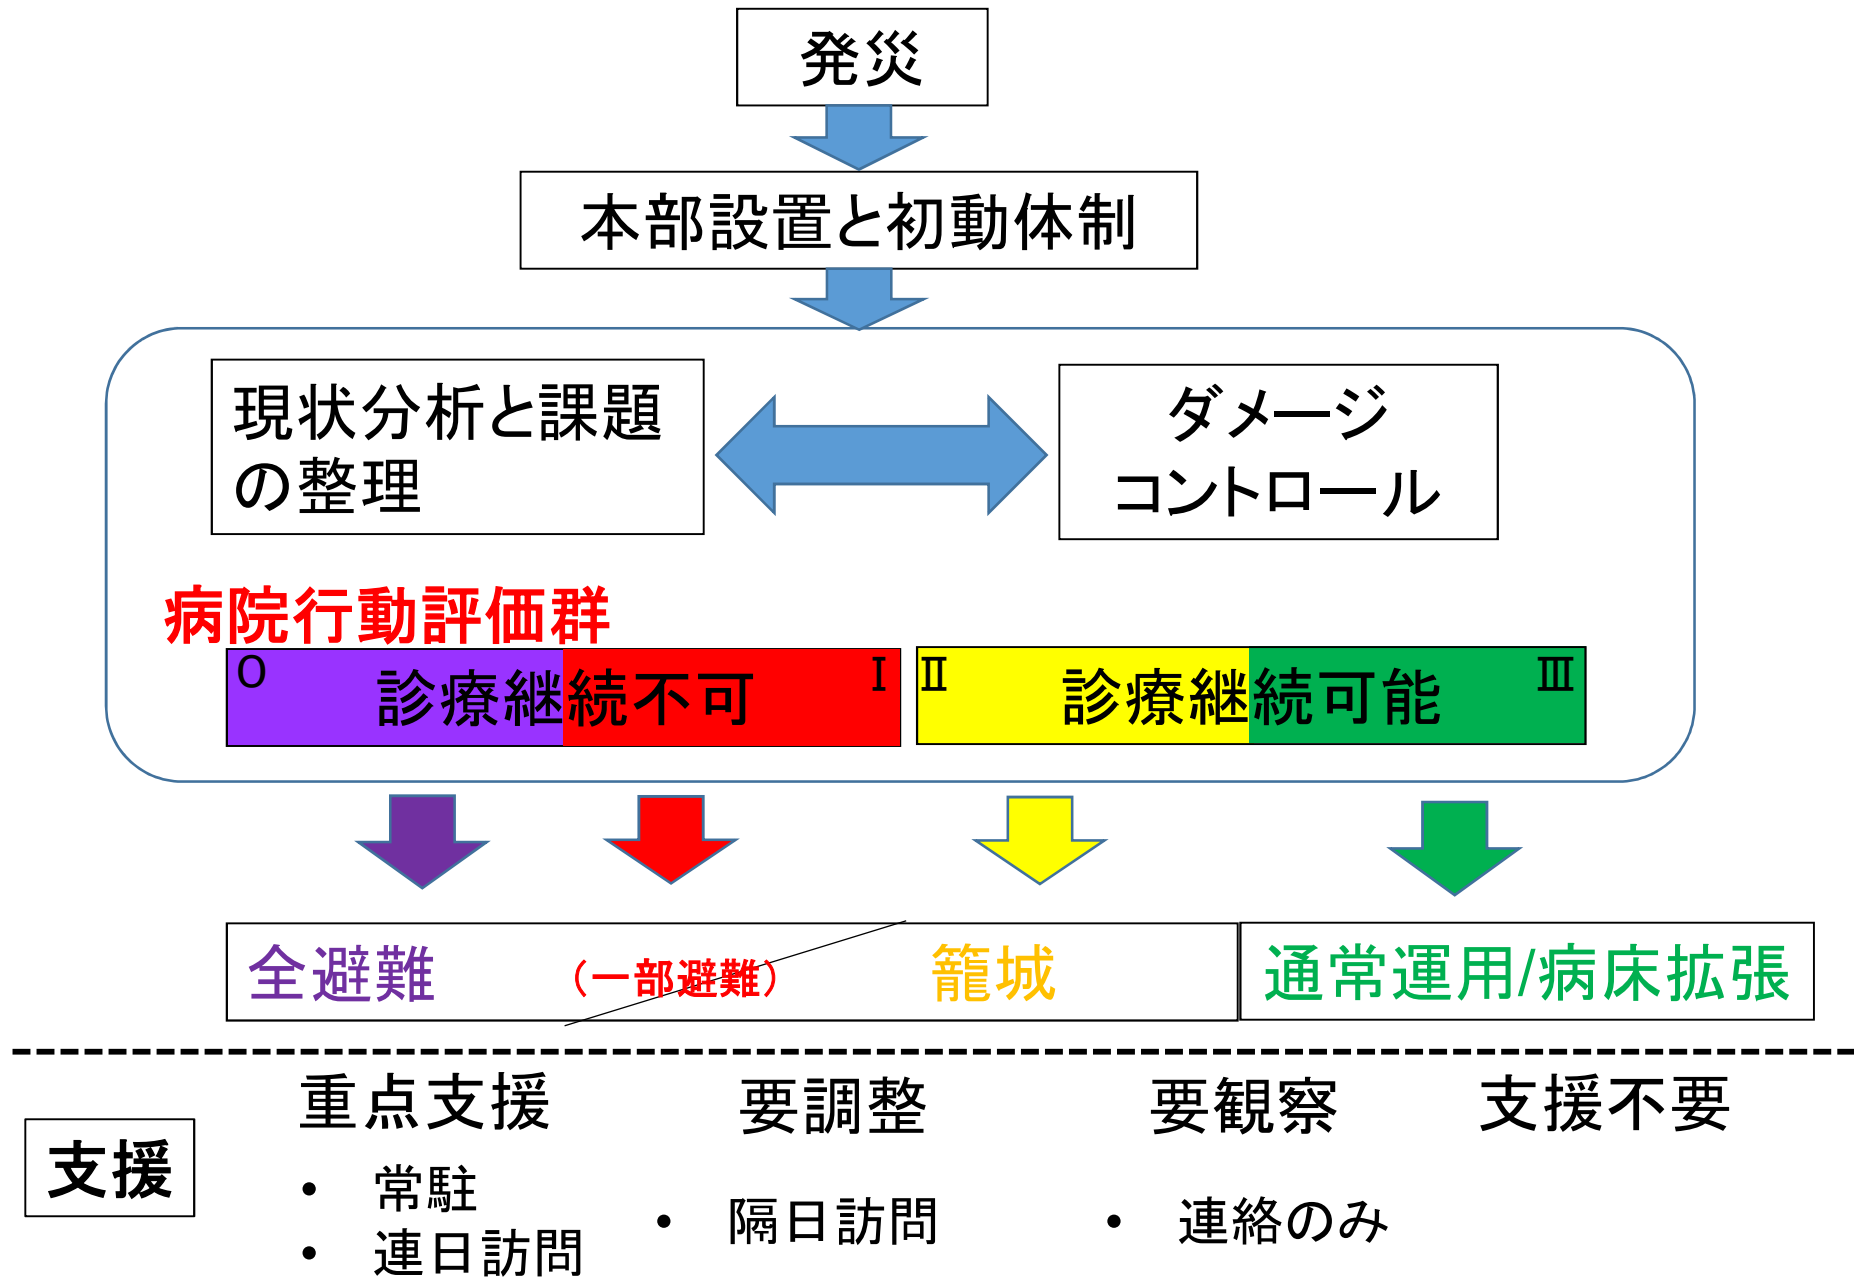 発災
本部設置と初動体制
現状分析と課題
の整理
ダメージ
コントロール
病院行動評価群
0 診療継続不可 Ⅰ
Ⅱ 診療継続可能 Ⅲ
全避難 (一部避難) 籠城
通常運用/病床拡張
支援
重点支援
• 常駐
• 連日訪問
要調整
• 隔日訪問
要観察
• 連絡のみ
支援不要